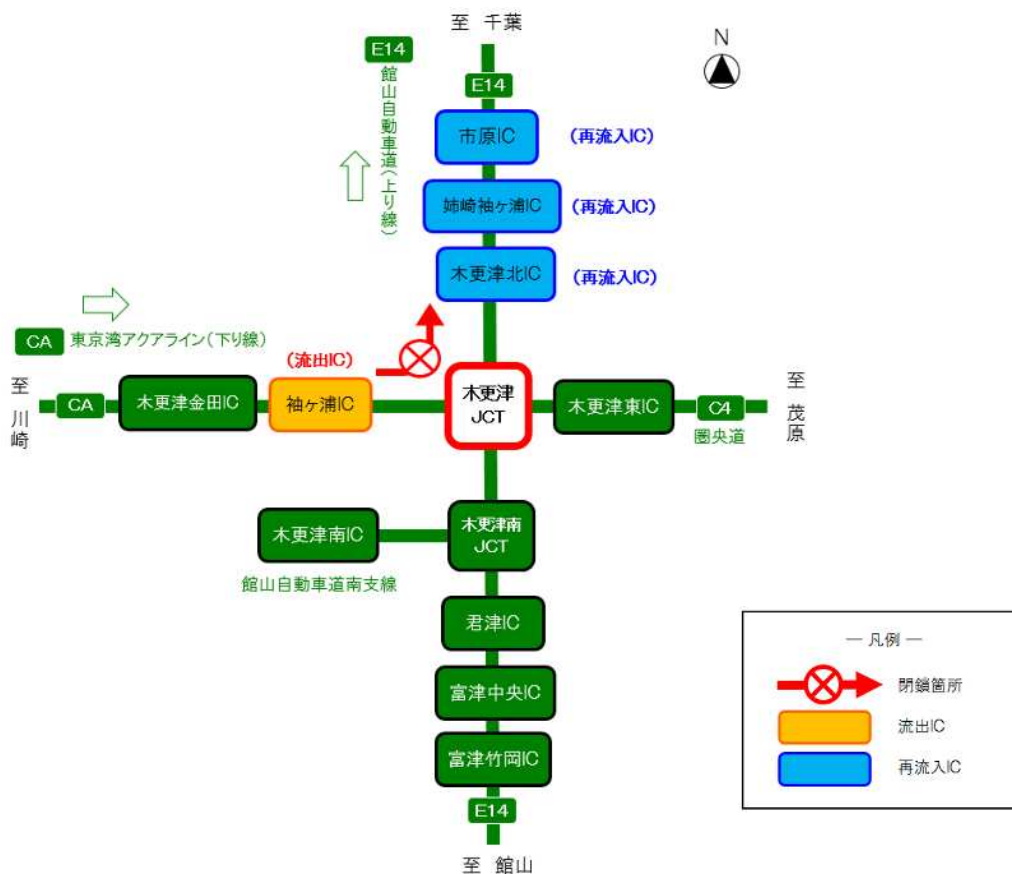 至 千葉
N
E14
館山自動車道(上り線)
E14
市原IC
(再流入IC)
姉崎袖ヶ浦IC
(再流入IC)
木更津北IC
(再流入IC)
CA
東京湾アクアライン(下り線)
(流出IC)
至 川崎
CA
木更津金田IC
袖ヶ浦IC
木更津
JCT
木更津東IC
C4
圏央道
至 茂原
木更津南IC
木更津南
JCT
館山自動車道南支線
君津IC
富津中央IC
富津竹岡IC
E14
至 館山
― 凡例 ―
閉鎖箇所
流出IC
再流入IC